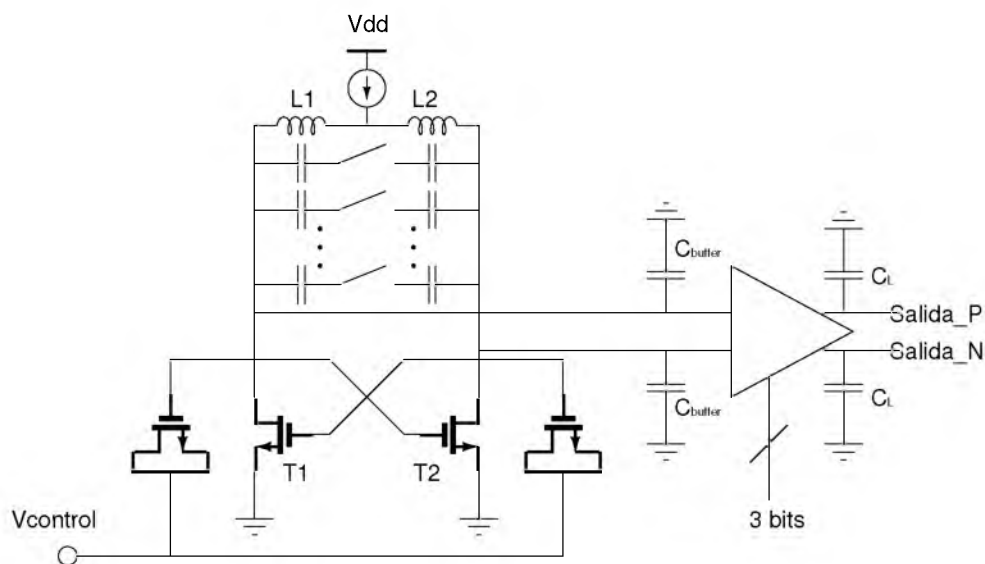 Vdd
L1
L2
Cbuffer
CL
Salida_P
Salida_N
Cbuffer
CL
T1
T2
Vcontrol
3 bits